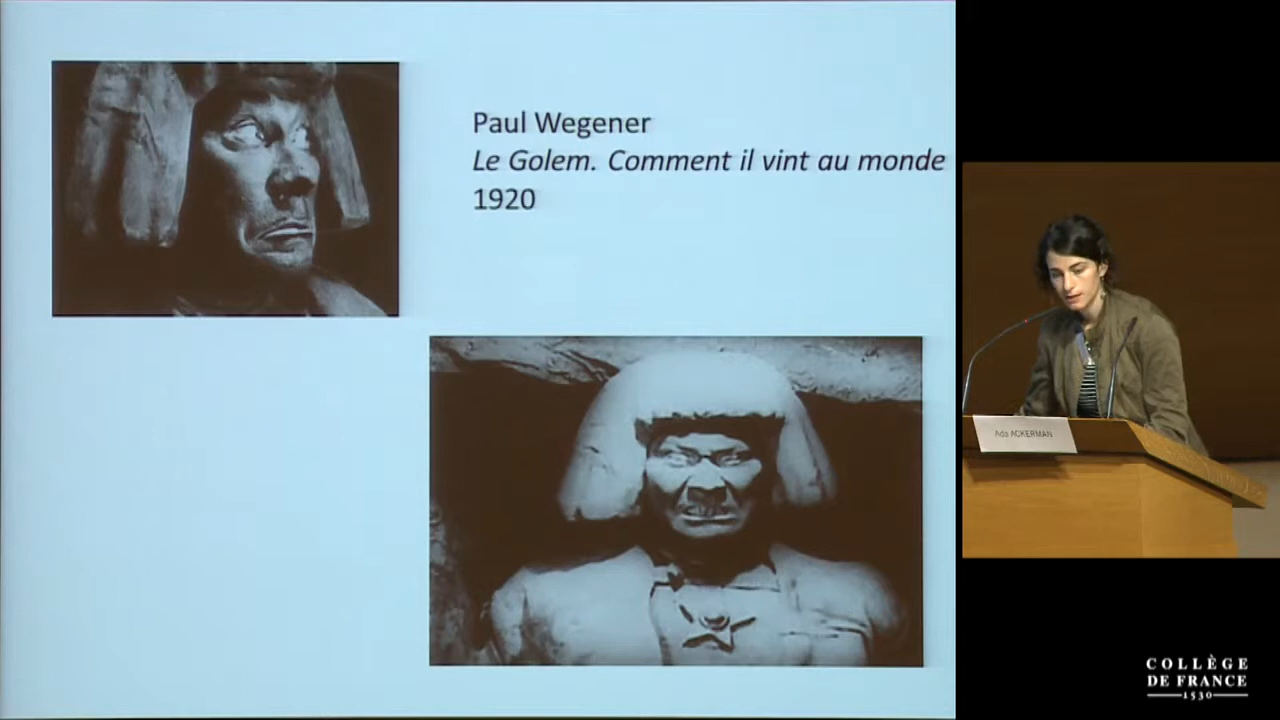 Paul Wegener
Le Golem. Comment il vint au monde
1920
Ada ACKERMAN
COLLÈGE
DE FRANCE
1530